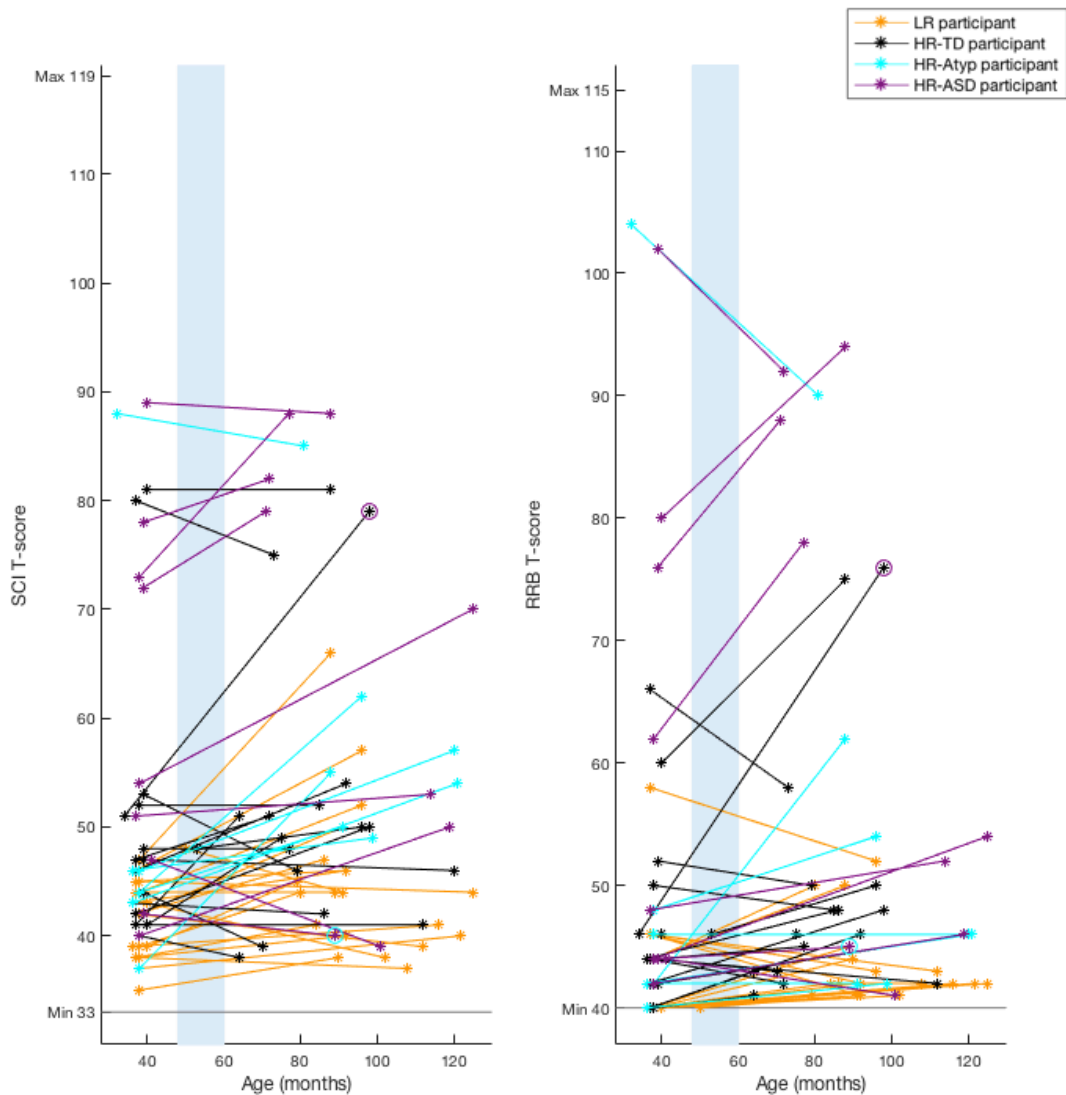 LR participant
HR-TD participant
HR-Atyp participant
HR-ASD participant
Max 119
110
100
90
80
70
60
50
40
Min 33
SCI T-score
40 60 80 100 120
Age (months)
Max 115
110
100
90
80
70
60
50
Min 40
RRB T-score
40 60 80 100 120
Age (months)